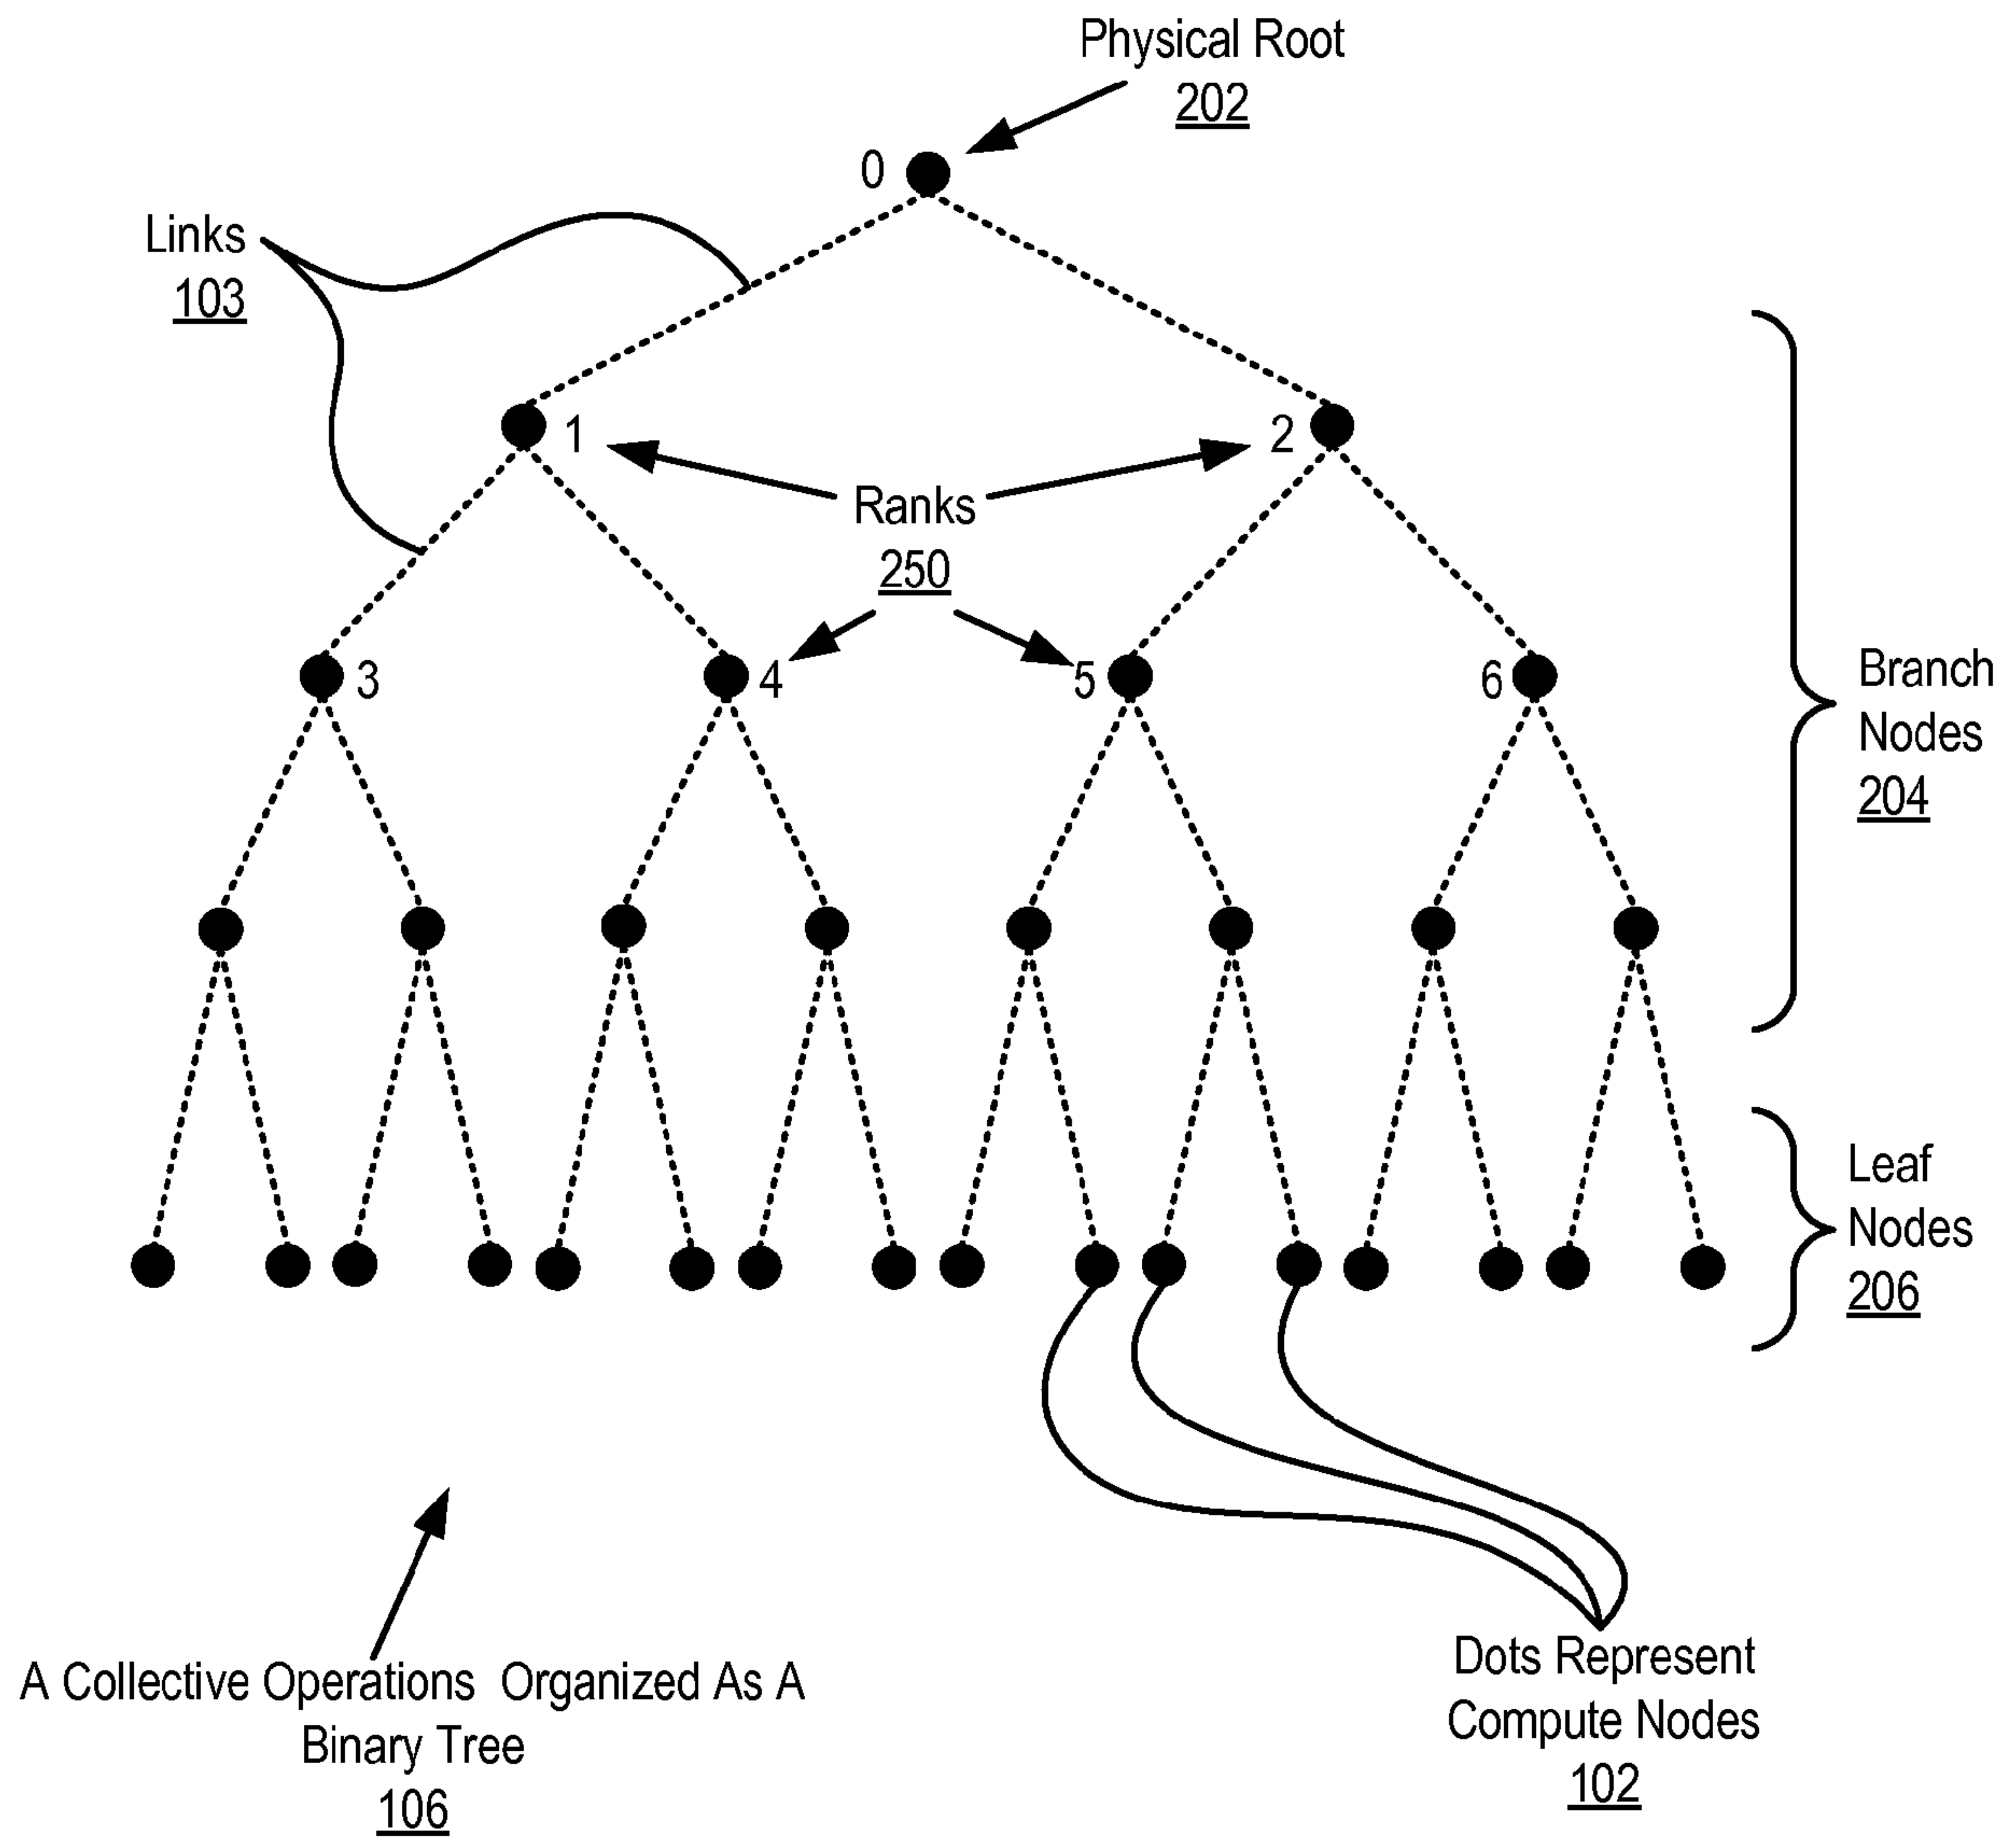 Physical Root
202
0
Links
103
1
2
Ranks
250
3
4
5
6
Branch
Nodes
204
Leaf
Nodes
206
A Collective Operations Organized As A
Binary Tree
106
Dots Represent
Compute Nodes
102